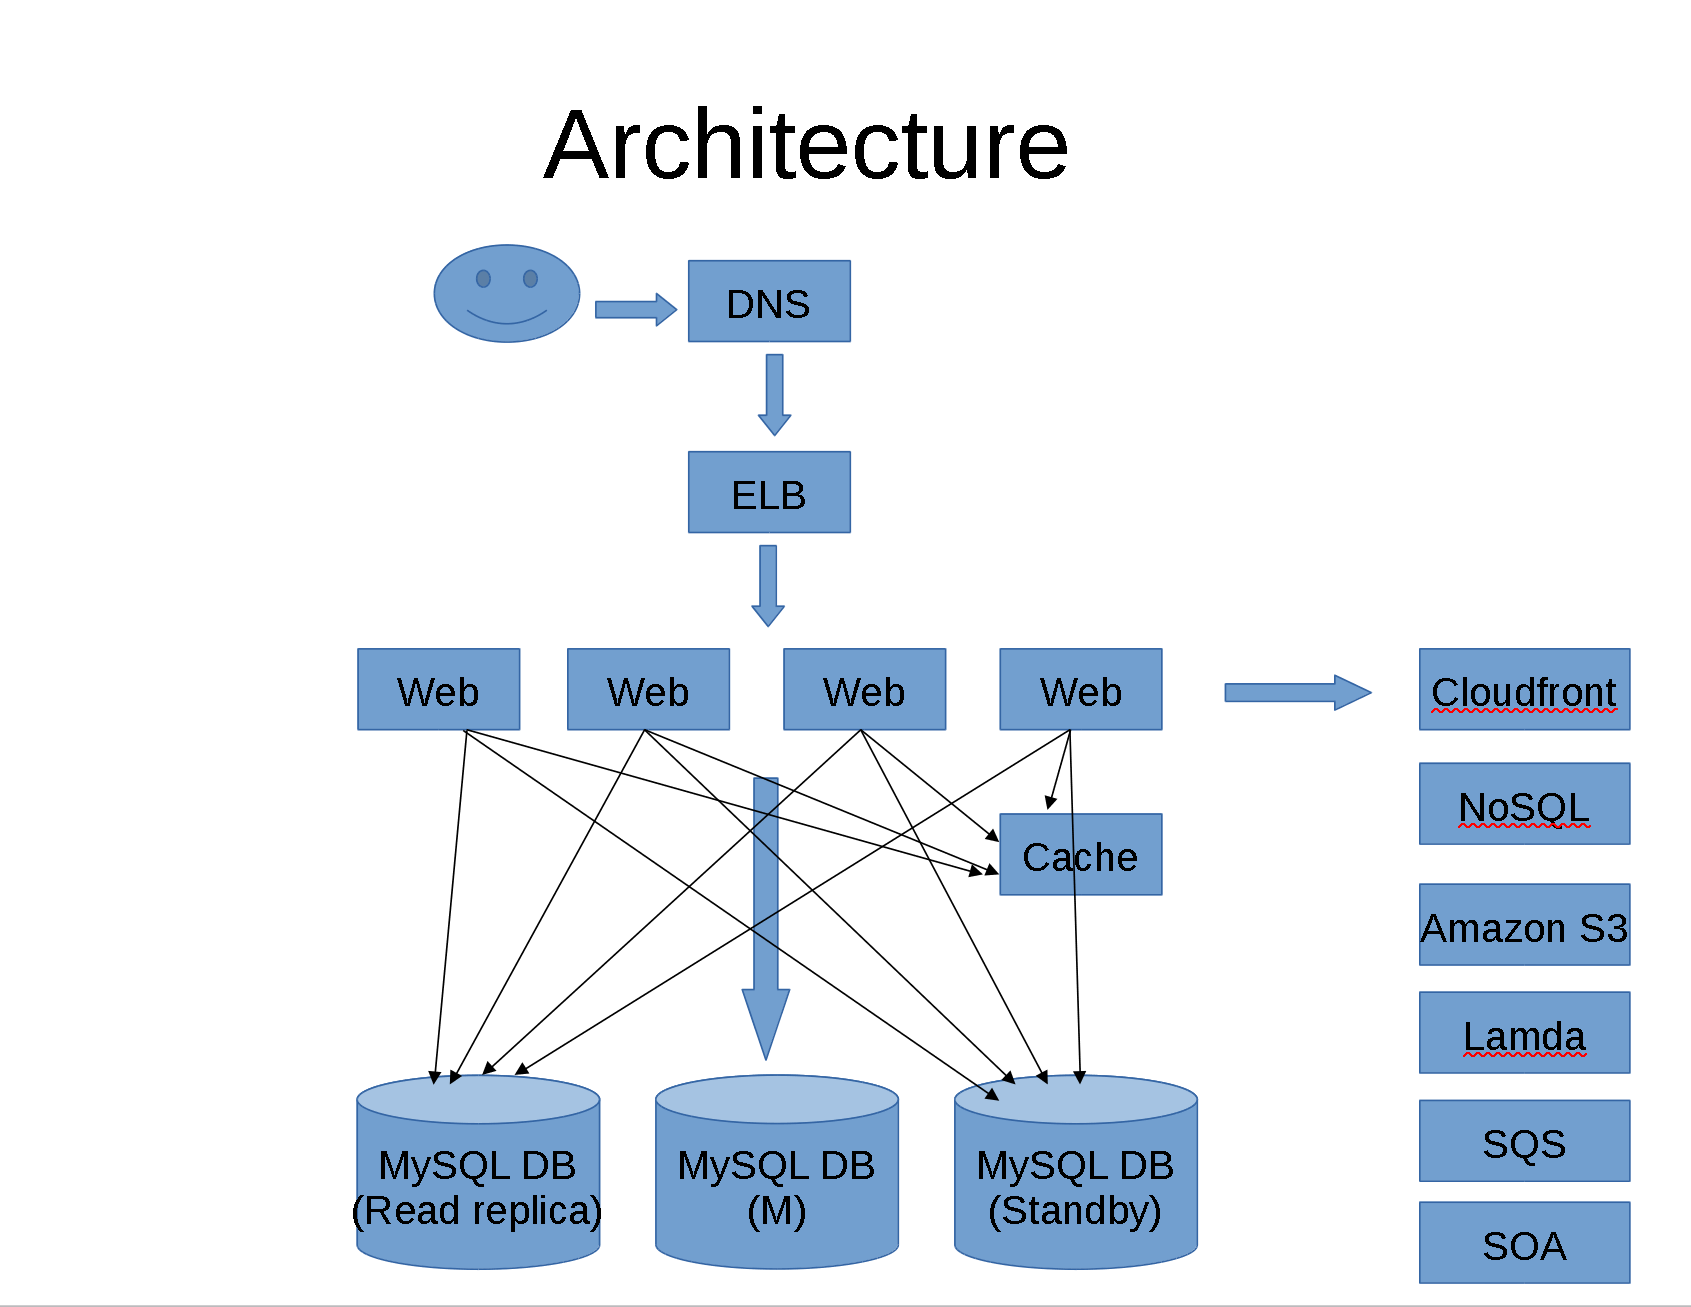 Architecture
DNS
ELB
Web
Web
Web
Web
Cache
MySQL DB
(Read replica)
MySQL DB
(M)
MySQL DB
(Standby)
Cloudfront
NoSQL
Amazon S3
Lamda
SQS
SOA